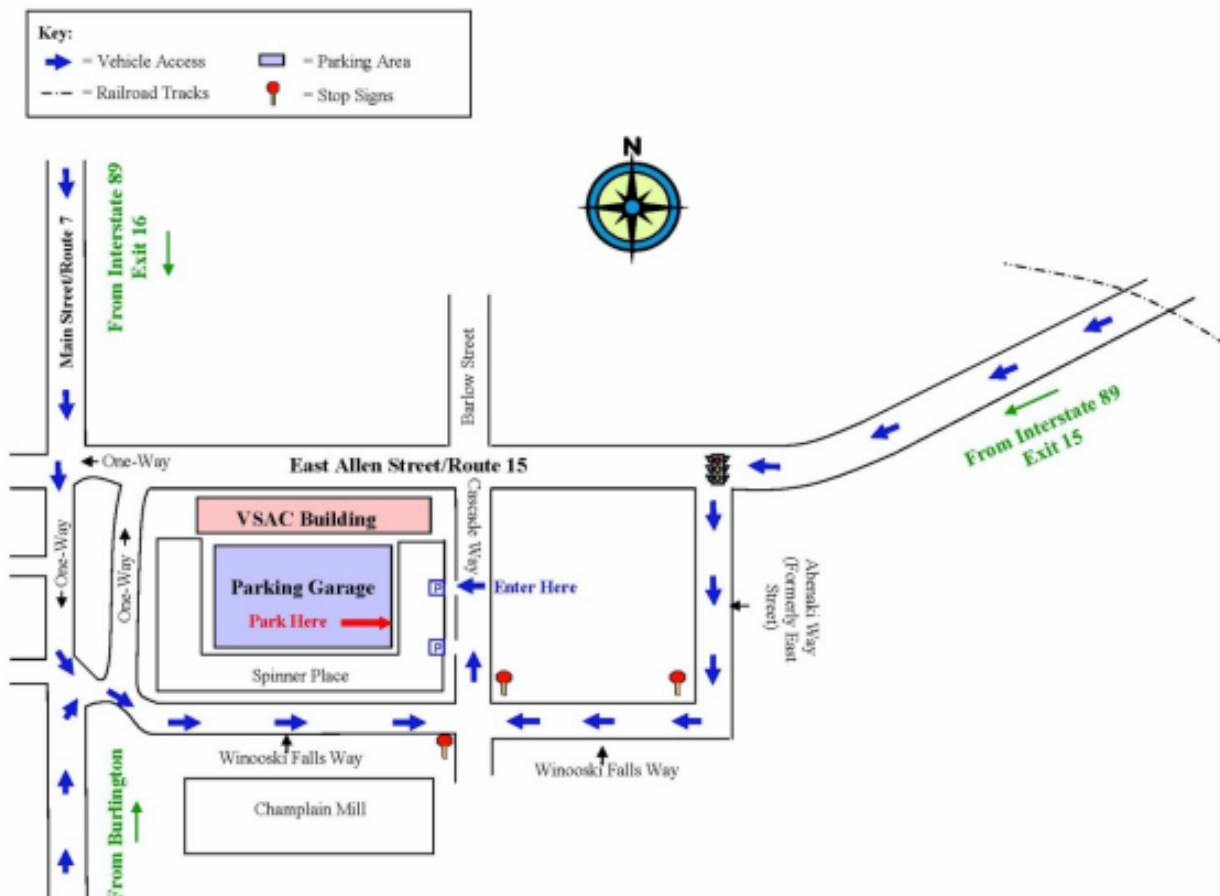 Key:
= Vehicle Access
= Parking Area
= Railroad Tracks
= Stop Signs
N
Main Street/Route 7
From Interstate 89
Exit 16
Barlow Street
From Interstate 89
Exit 15
One-Way
East Allen Street/Route 15
VSAC Building
Cascade Way
One-Way
One-Way
Parking Garage
P
Enter Here
Park Here
P
Abenaki Way
(Formerly East
Street)
Spinner Place
Winooski Falls Way
Winooski Falls Way
Champlain Mill
From Burlington